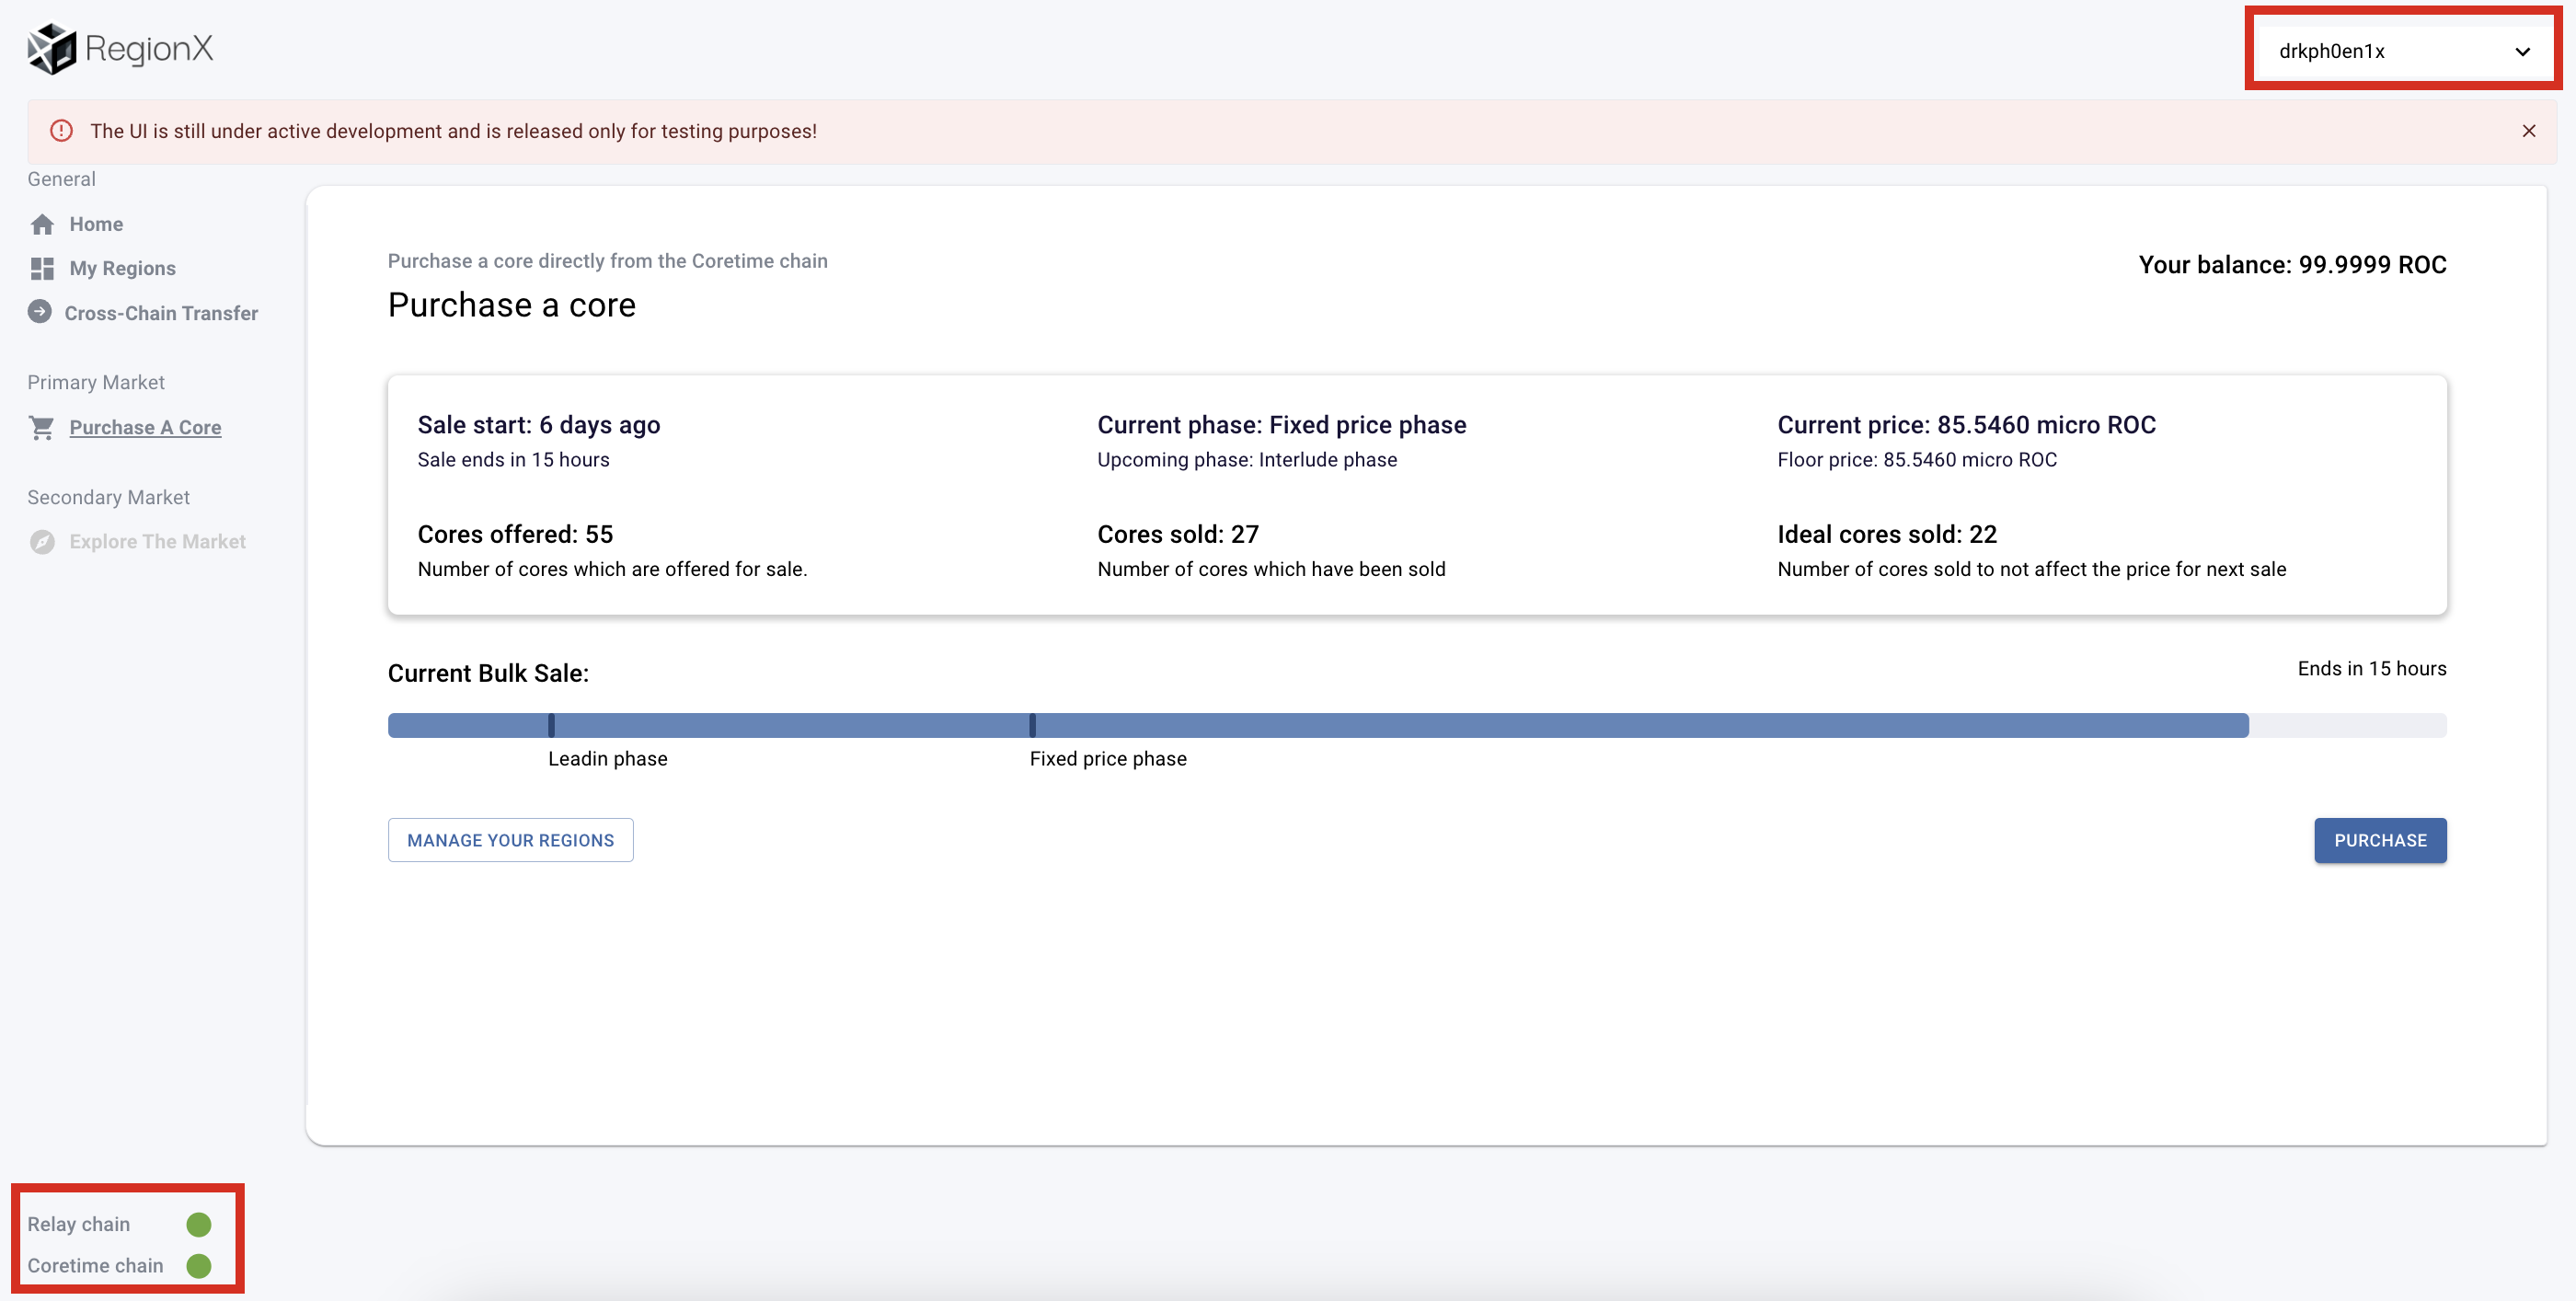 RegionX
drkph0en1x
The UI is still under active development and is released only for testing purposes!
General
Home
My Regions
Cross-Chain Transfer
Primary Market
Purchase A Core
Secondary Market
Explore The Market
Purchase a core directly from the Coretime chain
Your balance: 99.9999 ROC
Purchase a core
Sale start: 6 days ago
Sale ends in 15 hours
Current phase: Fixed price phase
Upcoming phase: Interlude phase
Current price: 85.5460 micro ROC
Floor price: 85.5460 micro ROC
Cores offered: 55
Number of cores which are offered for sale.
Cores sold: 27
Number of cores which have been sold
Ideal cores sold: 22
Number of cores sold to not affect the price for next sale
Current Bulk Sale:
Ends in 15 hours
Leadin phase
Fixed price phase
MANAGE YOUR REGIONS
PURCHASE
Relay chain
Coretime chain